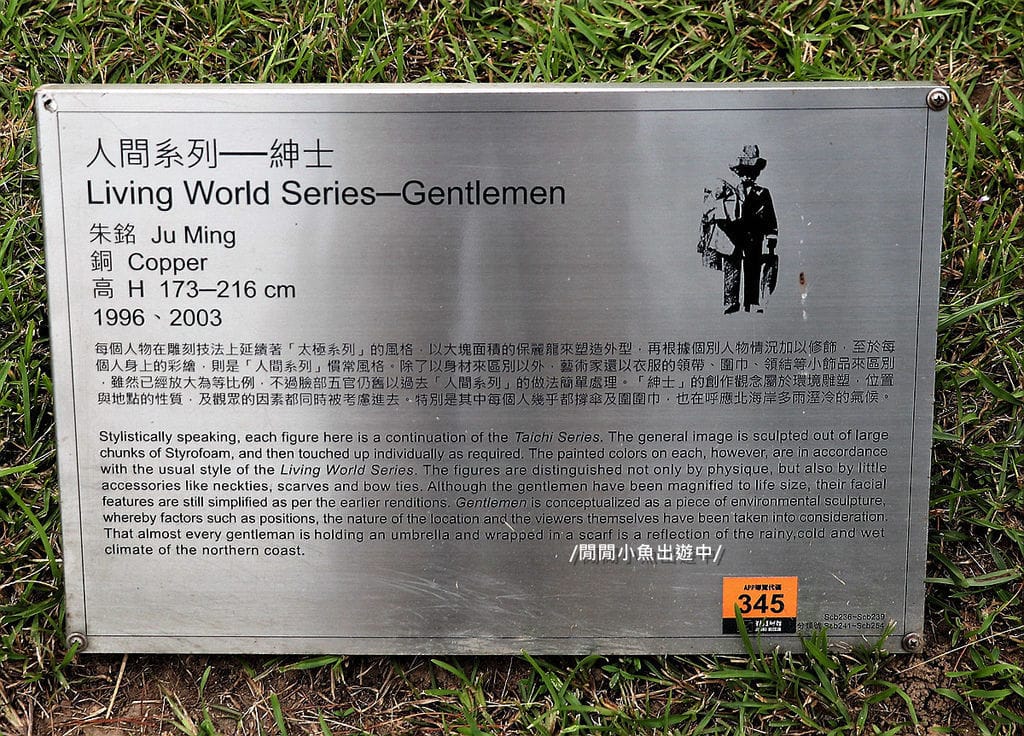 人間系列──紳士
Living World Series─Gentlemen
朱銘 Ju Ming
銅 Copper
高 H 173─216 cm
1996、2003
每個人物在雕刻技法上延續著「太極系列」的風格，以大塊面積的保麗龍來塑造外型，再根據個別人物情況加以修飾，至於每
個人身上的彩繪，則是「人間系列」慣常風格。除了以身材來區別以外，藝術家還以衣服的領帶、圍巾、領結等小飾品來區別
，雖然已經放大為等比例，不過臉部五官仍舊以過去「人間系列」的做法簡單處理。「紳士」的創作觀念屬於環境雕塑，位置
與地點的性質，及觀眾的因素都同時被考慮進去。特別是其中每個人幾乎都撐傘及圍圍巾，也在呼應北海岸多雨溼冷的氣候。
Stylistically speaking, each figure here is a continuation of the Taichi Series. The general image is sculpted out of large
chunks of Styrofoam, and then touched up individually as required. The painted colors on each, however, are in accordance
with the usual style of the Living World Series. The figures are distinguished not only by physique, but also by little
accessories like neckties, scarves and bow ties. Although the gentlemen have been magnified to life size, their facial
features are still simplified as per the earlier renditions. Gentlemen is conceptualized as a piece of environmental sculpture,
whereby factors such as positions, the nature of the location and the viewers themselves have been taken into consideration.
That almost every gentleman is holding an umbrella and wrapped in a scarf is a reflection of the rainy,cold and wet
climate of the northern coast.
/閒閒小魚出遊中/
APP導覽代碼
345
Scb236~Scb239
Scb241~Scb254